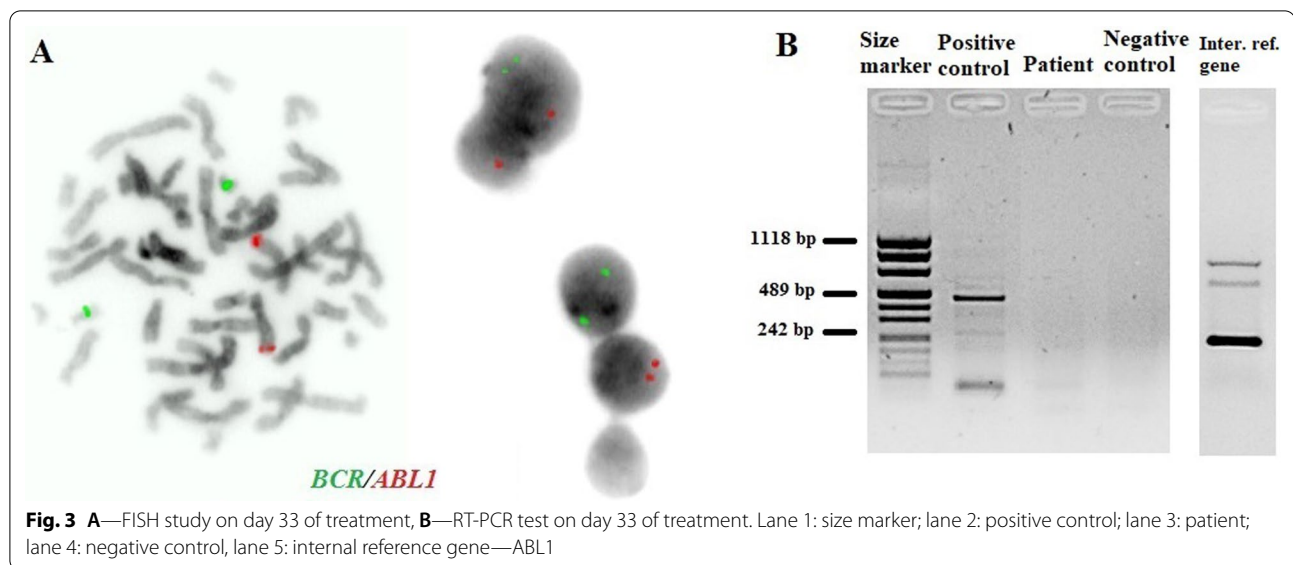 A
BCR/ABL1
B
Size marker
Positive control
Patient
Negative control
Inter. ref. gene
1118 bp
489 bp
242 bp
Fig. 3 A—FISH study on day 33 of treatment, B—RT-PCR test on day 33 of treatment. Lane 1: size marker; lane 2: positive control; lane 3: patient;
lane 4: negative control, lane 5: internal reference gene—ABL1